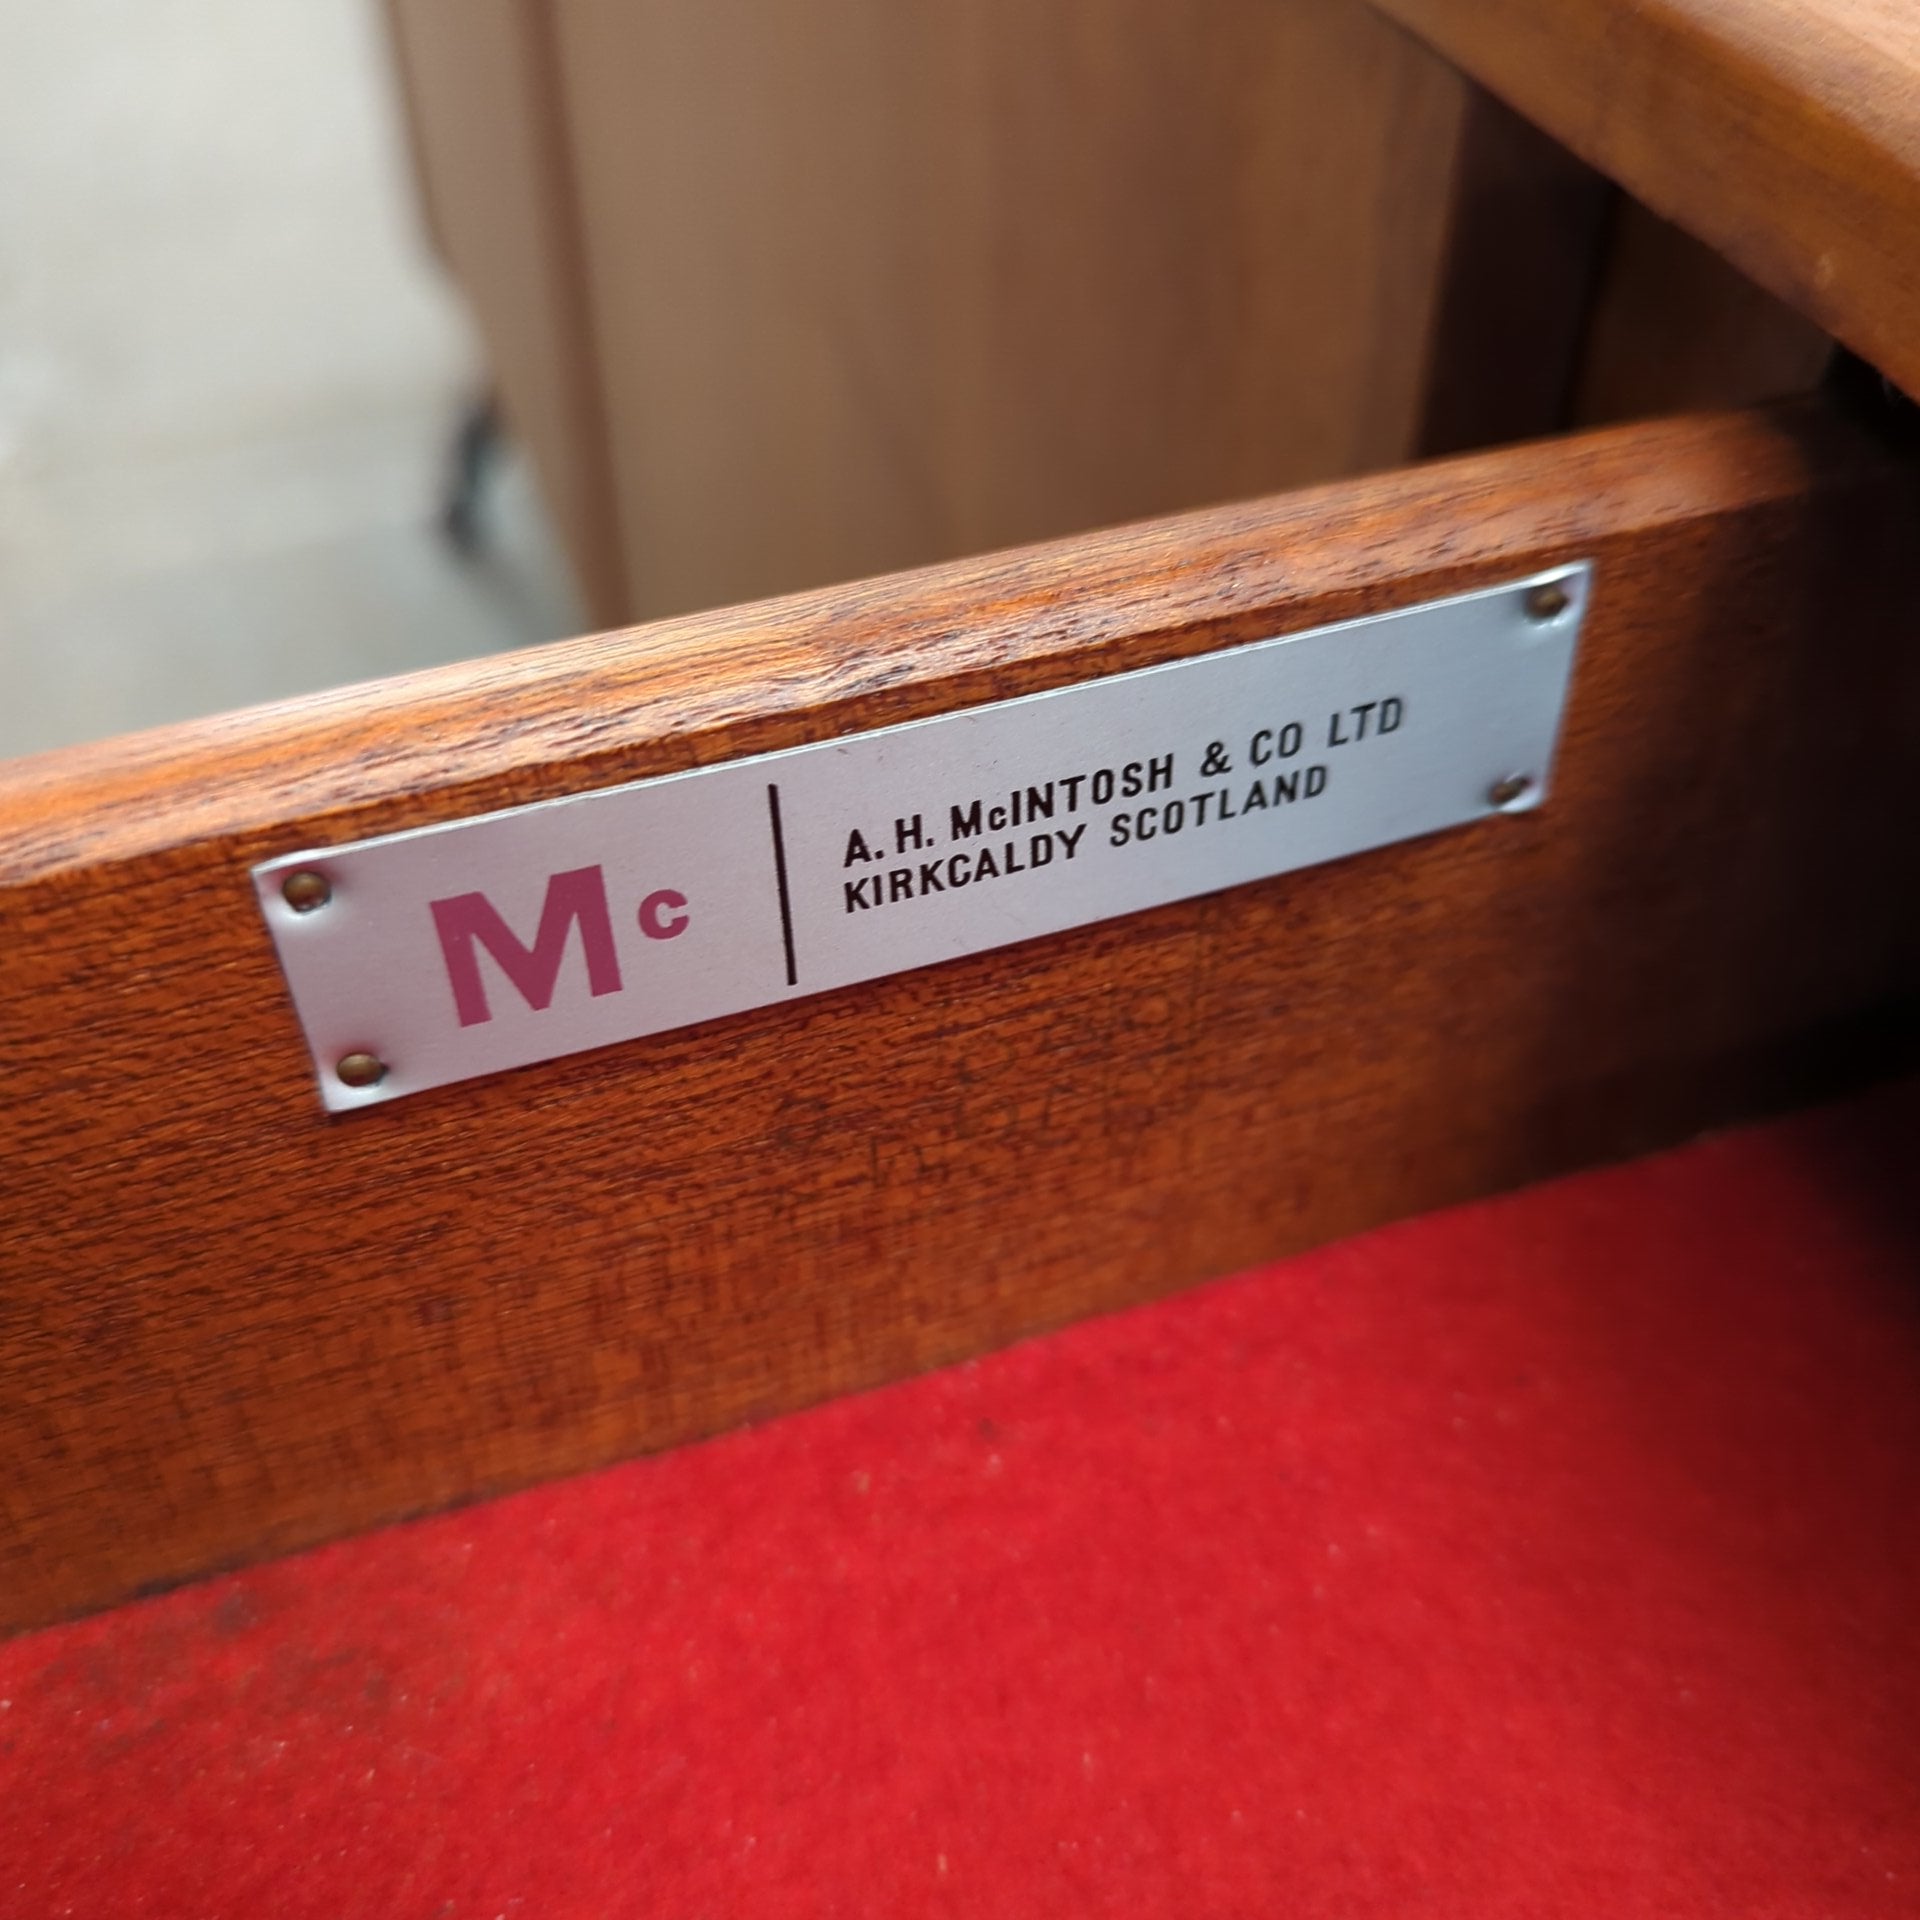 Mc
A. H. McINTOSH & CO LTD
KIRKCALDY SCOTLAND